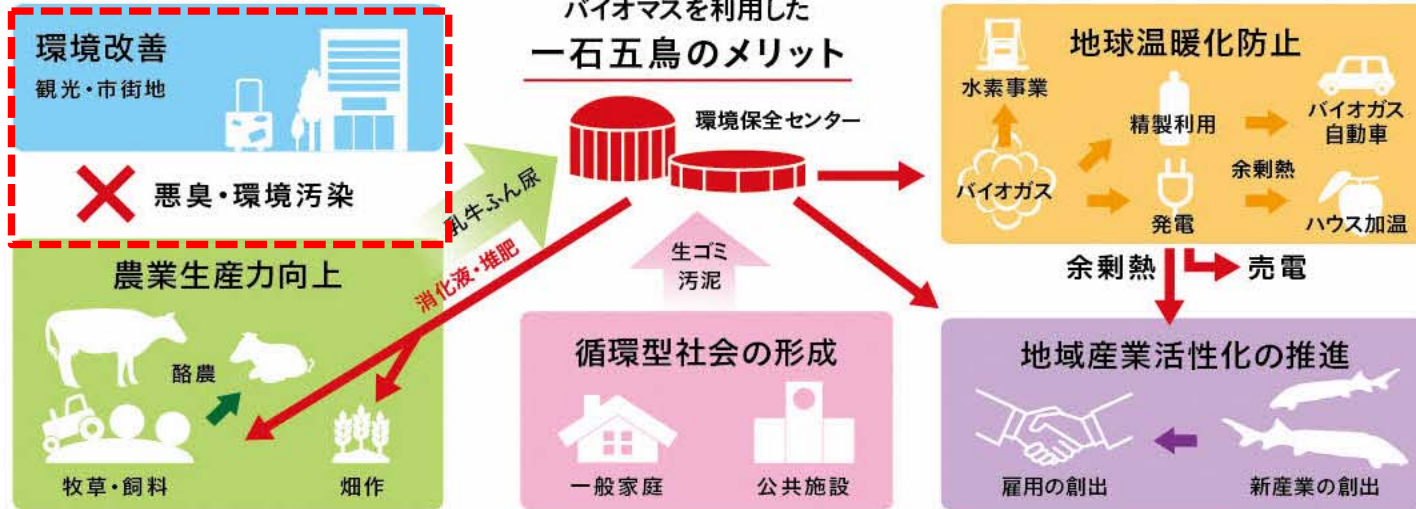 バイオマスを利用した
一石五鳥のメリット
環境保全センター
環境改善
観光・市街地
悪臭・環境汚染
乳牛ふん尿
消化液・堆肥
農業生産力向上
酪農
牧草・飼料
畑作
生ゴミ
汚泥
循環型社会の形成
一般家庭
公共施設
地球温暖化防止
水素事業
精製利用
バイオガス
自動車
バイオガス
発電
余剰熱
ハウス加温
余剰熱
売電
地域産業活性化の推進
雇用の創出
新産業の創出